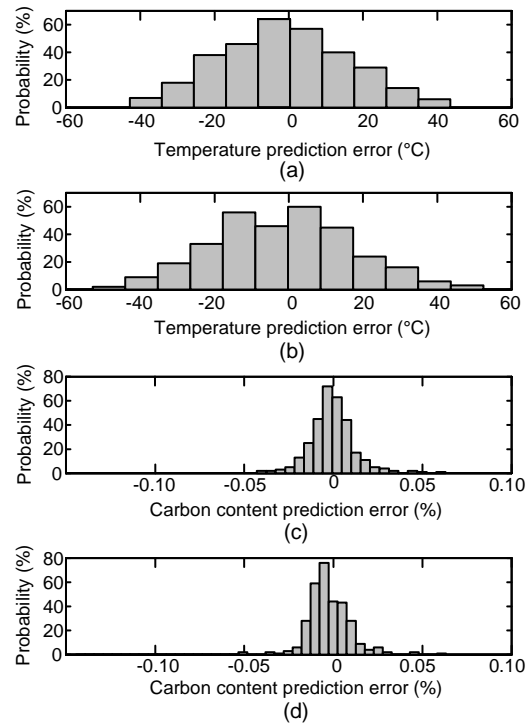 Probability (%)
60
40
20
0
-60 -40 -20 0 20 40 60
Temperature prediction error (°C)
(a)
Probability (%)
60
40
20
0
-60 -40 -20 0 20 40 60
Temperature prediction error (°C)
(b)
Probability (%)
80
60
40
20
0
-0.10 -0.05 0 0.05 0.10
Carbon content prediction error (%)
(c)
Probability (%)
80
60
40
20
0
-0.10 -0.05 0 0.05 0.10
Carbon content prediction error (%)
(d)